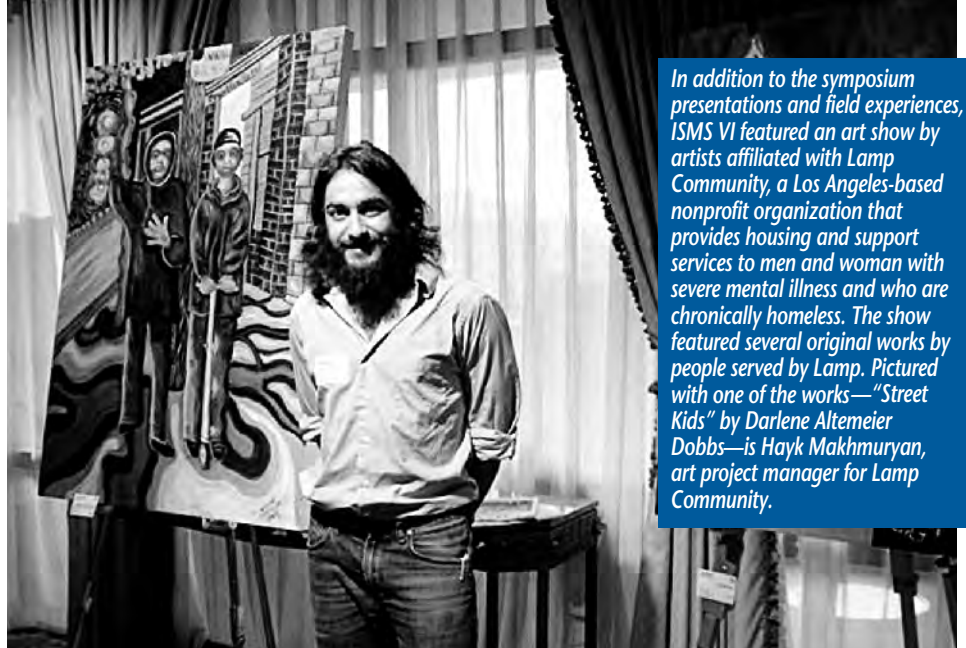 In addition to the symposium
presentations and field experiences,
ISMS VI featured an art show by
artists affiliated with Lamp
Community, a Los Angeles-based
nonprofit organization that
provides housing and support
services to men and woman with
severe mental illness and who are
chronically homeless. The show
featured several original works by
people served by Lamp. Pictured
with one of the works—“Street
Kids” by Darlene Altemeier
Dobbs—is Hayk Makhmuryan,
art project manager for Lamp
Community.